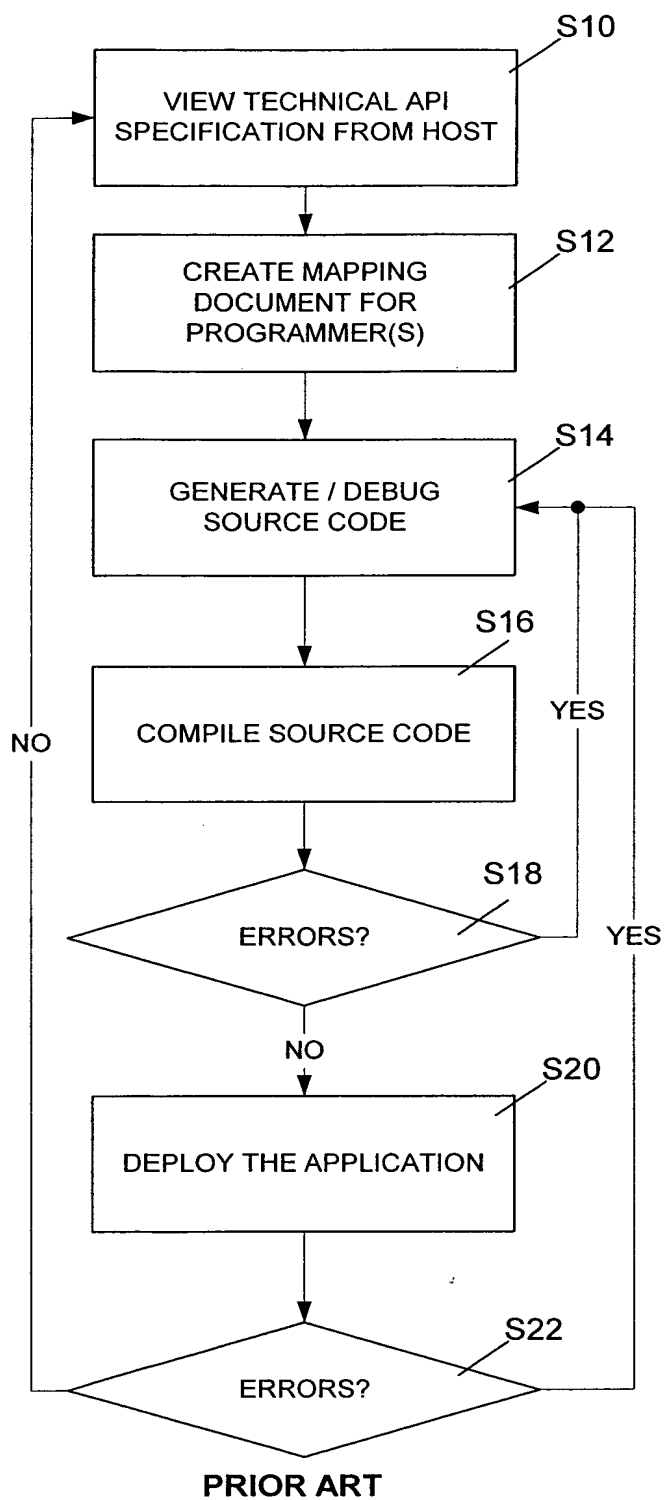 S10
VIEW TECHNICAL API
SPECIFICATION FROM HOST
S12
CREATE MAPPING
DOCUMENT FOR
PROGRAMMER(S)
S14
GENERATE / DEBUG
SOURCE CODE
S16
COMPILE SOURCE CODE
YES
NO
S18
ERRORS?
YES
NO
S20
DEPLOY THE APPLICATION
S22
ERRORS?
PRIOR ART